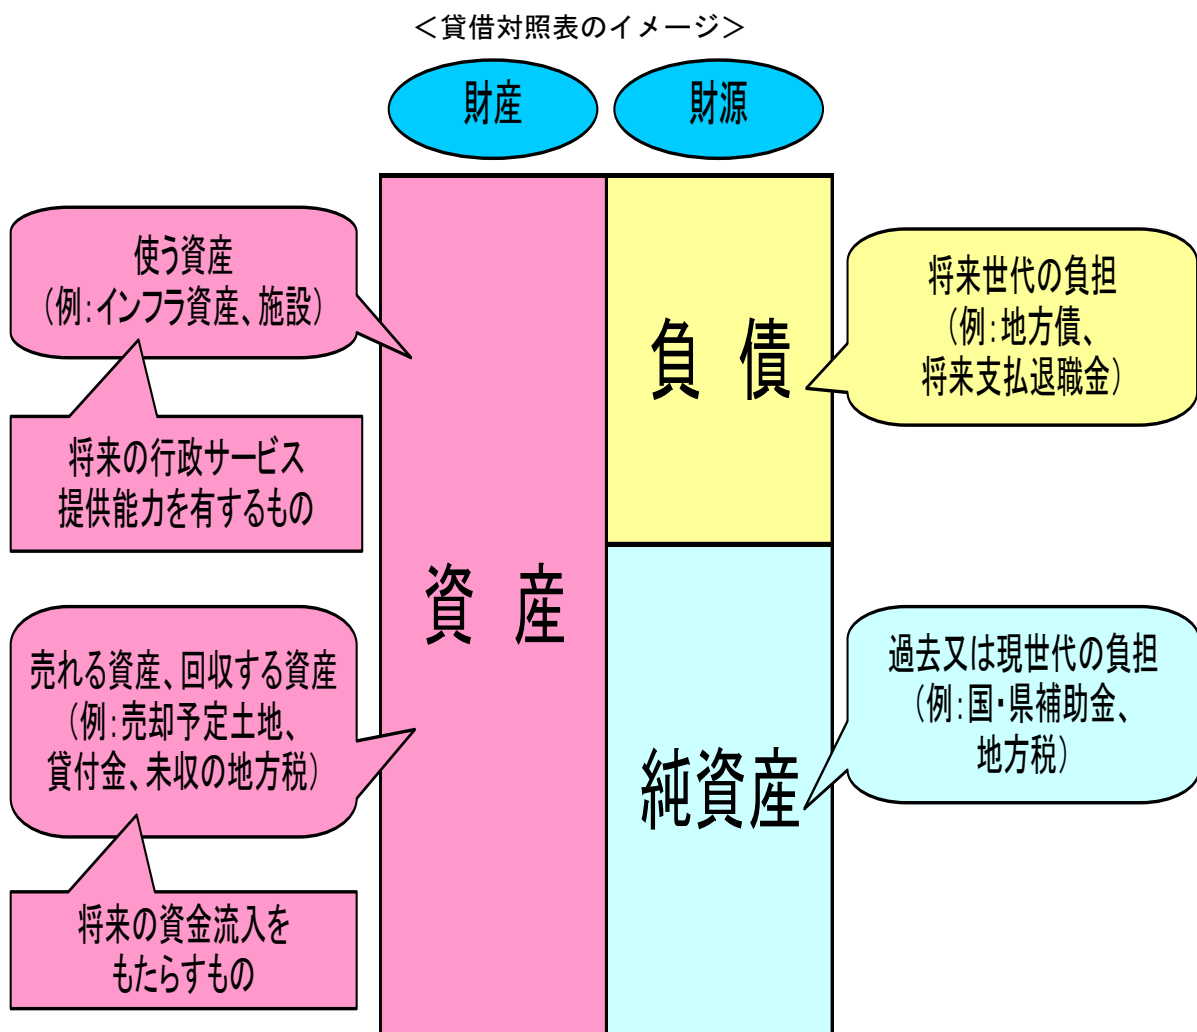 ＜貸借対照表のイメージ＞
財産
財源
使う資産
（例：インフラ資産、施設）
将来の行政サービス
提供能力を有するもの
売れる資産、回収する資産
（例：売却予定土地、
貸付金、未収の地方税）
将来の資金流入を
もたらすもの
資 産
負 債
純資産
将来世代の負担
（例：地方債、
将来支払退職金）
過去又は現世代の負担
（例：国・県補助金、
地方税）